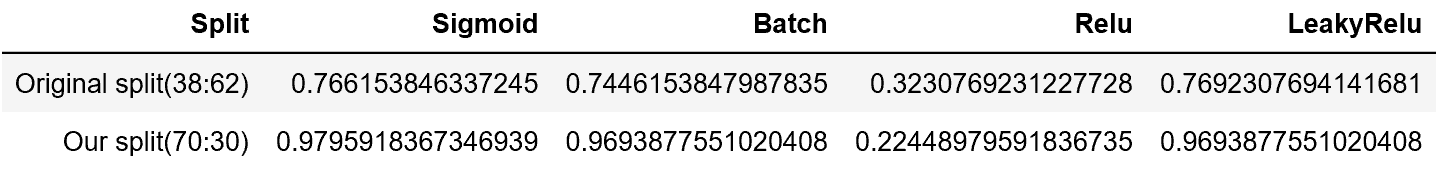 Split Sigmoid Batch Relu LeakyRelu
Original split(38:62) 0.766153846337245 0.7446153847987835 0.3230769231227728 0.7692307694141681
Our split(70:30) 0.9795918367346939 0.9693877551020408 0.22448979591836735 0.9693877551020408